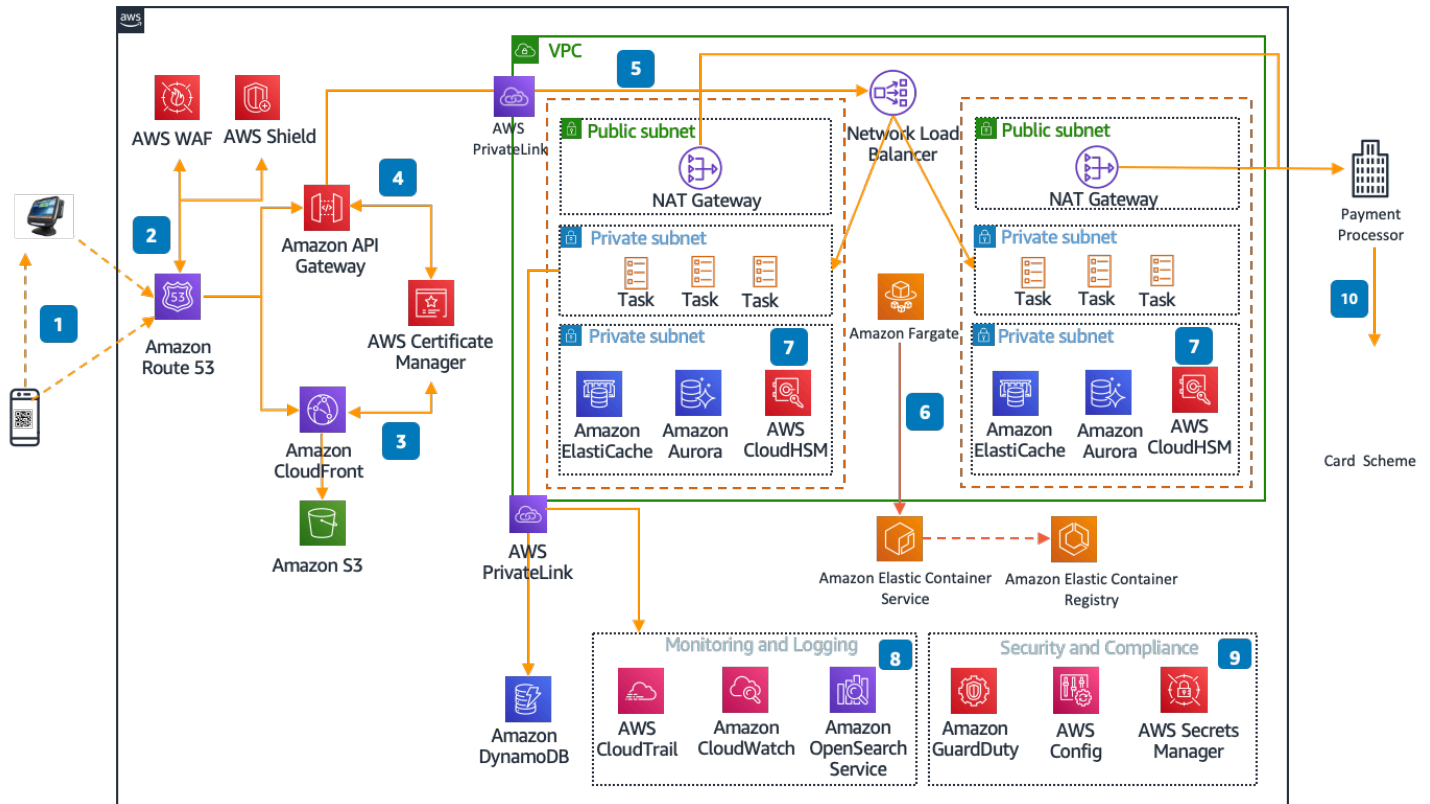 aws
VPC
5
AWS WAF
AWS Shield
AWS
PrivateLink
Network Load
Balancer
Public subnet
NAT Gateway
Public subnet
NAT Gateway
4
2
Amazon API
Gateway
Payment
Processor
Private subnet
Task
Task
Task
Private subnet
Task
Task
Task
53
Amazon
Route 53
1
AWS Certificate
Manager
Amazon Fargate
10
Private subnet
7
Amazon
ElastiCache
Amazon
Aurora
AWS
CloudHSM
Private subnet
7
Amazon
ElastiCache
Amazon
Aurora
AWS
CloudHSM
6
3
Amazon
CloudFront
Card Scheme
Amazon S3
AWS
PrivateLink
Amazon Elastic Container
Service
Amazon Elastic Container
Registry
Monitoring and Logging
8
AWS
CloudTrail
Amazon
CloudWatch
Amazon
OpenSearch
Service
Security and Compliance
9
Amazon
GuardDuty
AWS
Config
AWS Secrets
Manager
Amazon
DynamoDB